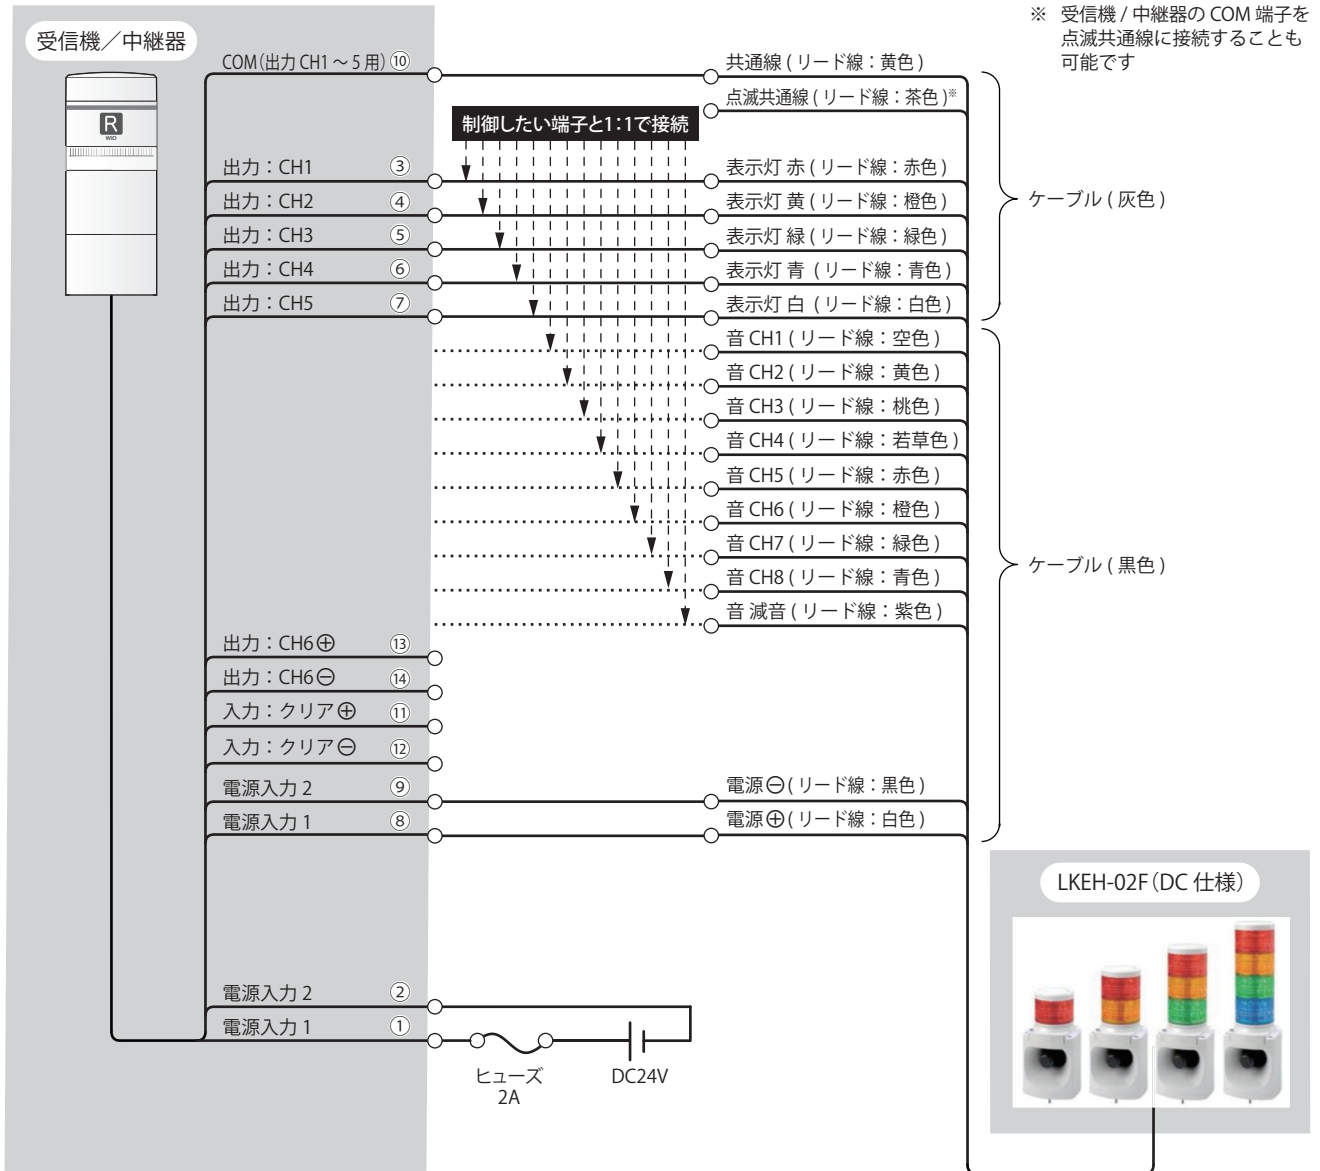 ※ 受信機 / 中継器の COM 端子を
点滅共通線に接続することも
可能です
受信機／中継器
R
WIO
COM（出力 CH1 ～ 5 用）⑩
共通線 ( リード線：黄色 )
点滅共通線 ( リード線：茶色 )※
制御したい端子と1：1で接続
出力：CH1 ③
表示灯 赤 ( リード線：赤色 )
出力：CH2 ④
表示灯 黄 ( リード線：橙色 )
ケーブル ( 灰色 )
出力：CH3 ⑤
表示灯 緑 ( リード線：緑色 )
出力：CH4 ⑥
表示灯 青 ( リード線：青色 )
出力：CH5 ⑦
表示灯 白 ( リード線：白色 )
音 CH1 ( リード線：空色 )
音 CH2 ( リード線：黄色 )
音 CH3 ( リード線：桃色 )
音 CH4 ( リード線：若草色 )
音 CH5 ( リード線：赤色 )
音 CH6 ( リード線：橙色 )
音 CH7 ( リード線：緑色 )
ケーブル ( 黒色 )
音 CH8 ( リード線：青色 )
音 減音 ( リード線：紫色 )
出力：CH6⊕ ⑬
出力：CH6⊖ ⑭
入力：クリア⊕ ⑪
入力：クリア⊖ ⑫
電源入力 2 ⑨
電源⊖( リード線：黒色 )
電源入力 1 ⑧
電源⊕( リード線：白色 )
LKEH-02F（DC 仕様）
電源入力 2 ②
電源入力 1 ①
ヒューズ
2A
DC24V